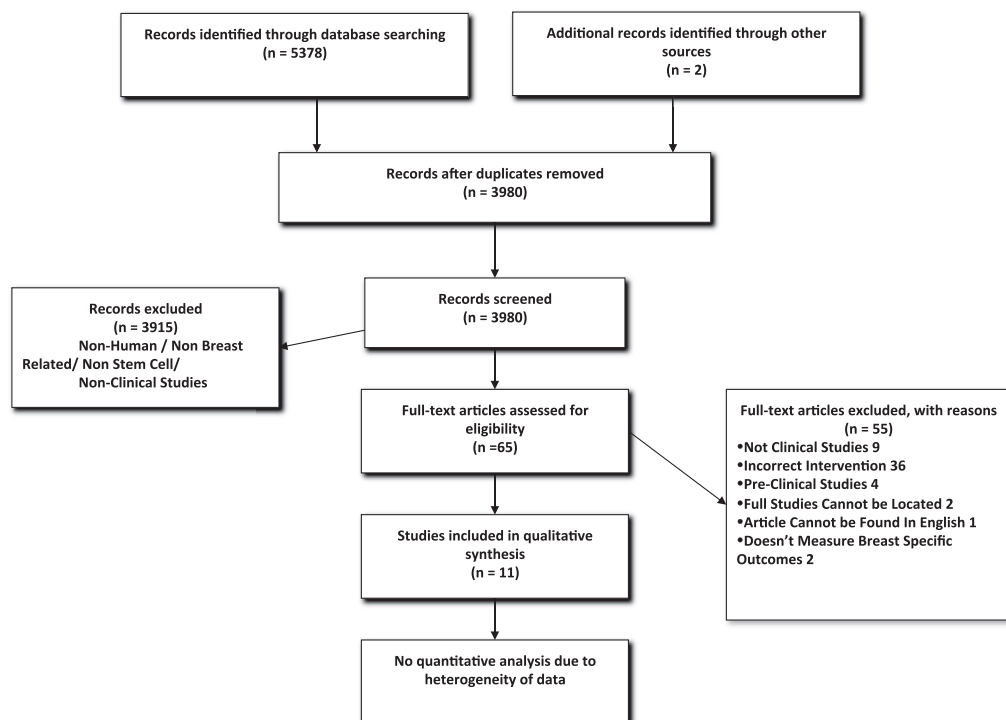 Records identified through database searching
(n = 5378)
Additional records identified through other
sources
(n = 2)
Records after duplicates removed
(n = 3980)
Records screened
(n = 3980)
Records excluded
(n = 3915)
Non-Human / Non Breast
Related/ Non Stem Cell/
Non-Clinical Studies
Full-text articles assessed for
eligibility
(n =65)
Full-text articles excluded, with reasons
(n = 55)
•Not Clinical Studies 9
•Incorrect Intervention 36
•Pre-Clinical Studies 4
•Full Studies Cannot be Located 2
•Article Cannot be Found In English 1
•Doesn't Measure Breast Specific
Outcomes 2
Studies included in qualitative
synthesis
(n = 11)
No quantitative analysis due to
heterogeneity of data